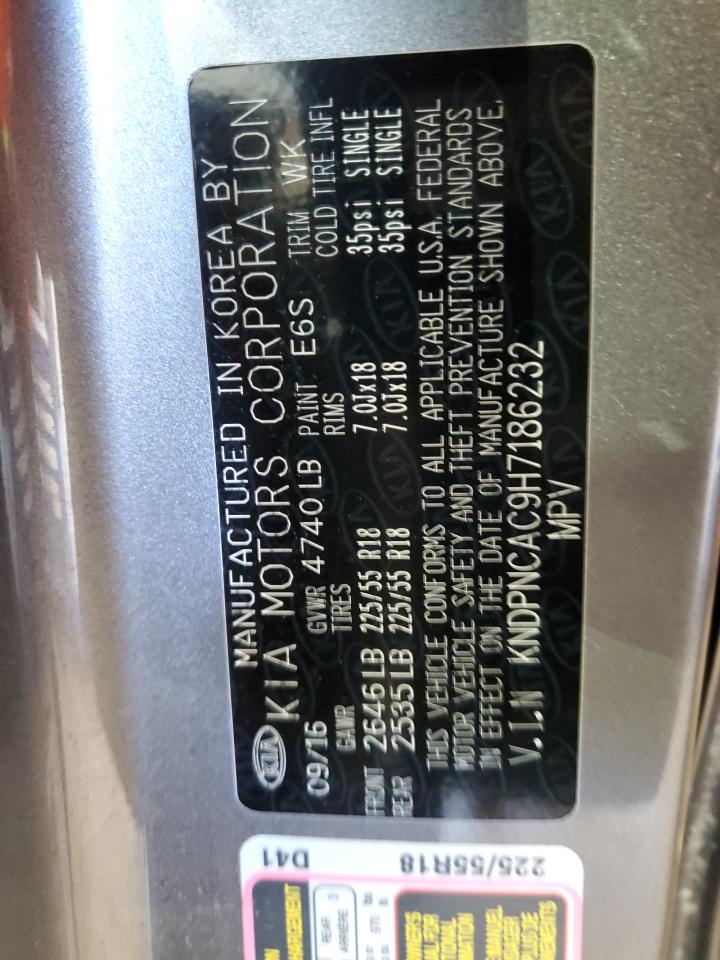 MANUFACTURED IN KOREA BY
KIA KIA MOTORS CORPORATION
09/16 GVWR 4740LB PAINT E6S TRIM WK
GAWR TIRES RIMS COLD TIRE INFL
FRONT 2646LB 225/55 R18 7.0Jx18 35psi SINGLE
REAR 2535LB 225/55 R18 7.0Jx18 35psi SINGLE
THIS VEHICLE CONFORMS TO ALL APPLICABLE U.S.A. FEDERAL
MOTOR VEHICLE SAFETY AND THEFT PREVENTION STANDARDS
IN EFFECT ON THE DATE OF MANUFACTURE SHOWN ABOVE.
V.I.N KNDPNCAC9H7186232
MPV
225/55R18
D41
REAR
ARRIERE